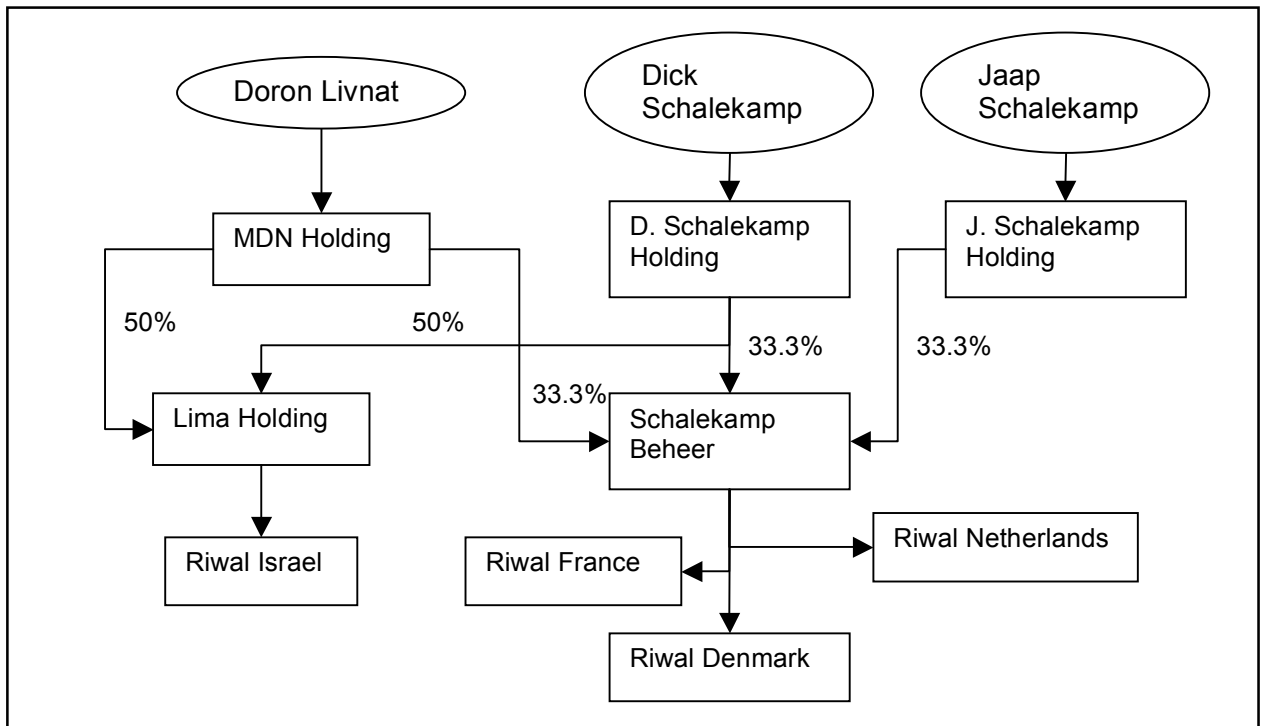 Doron Livnat
Dick
Schalekamp
Jaap
Schalekamp
MDN Holding
D. Schalekamp
Holding
J. Schalekamp
Holding
50%
50%
33.3%
33.3%
33.3%
Lima Holding
Schalekamp
Beheer
Riwal Israel
Riwal France
Riwal Netherlands
Riwal Denmark